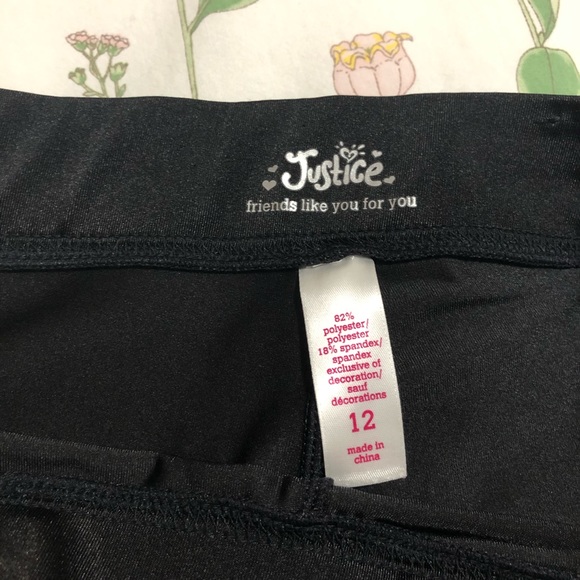 Justice
friends like you for you
82%
polyester/
polyester
18% spandex/
spandex
exclusive of
decoration/
sauf
décorations
12
made in
china